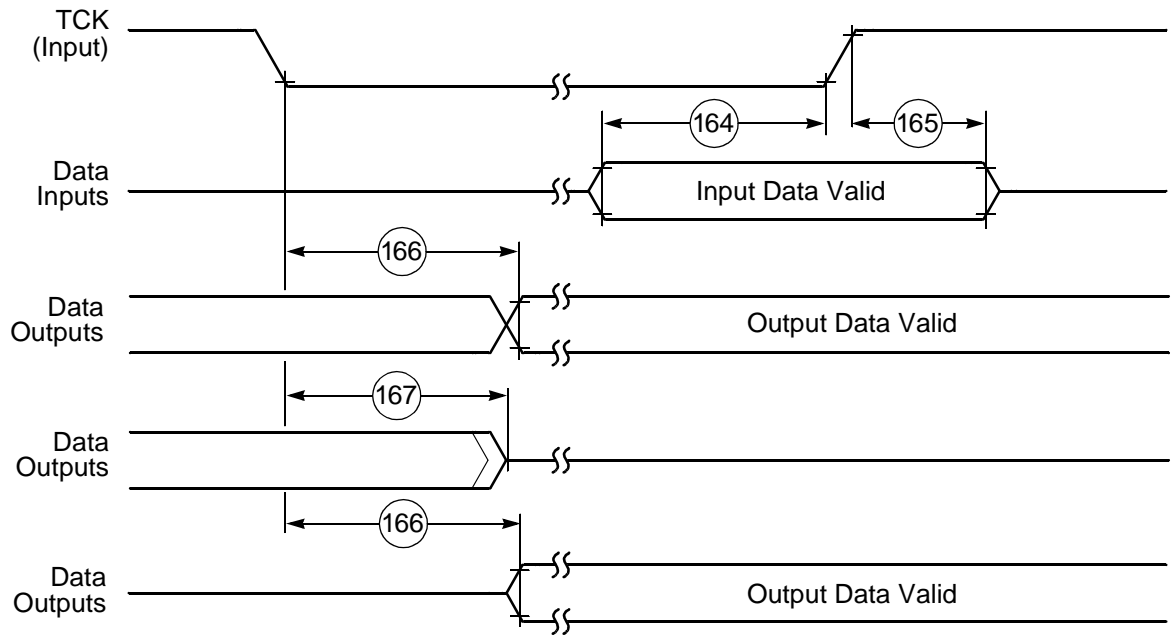 TCK
(Input)
164
165
Data
Inputs
Input Data Valid
166
Data
Outputs
Output Data Valid
167
Data
Outputs
166
Data
Outputs
Output Data Valid